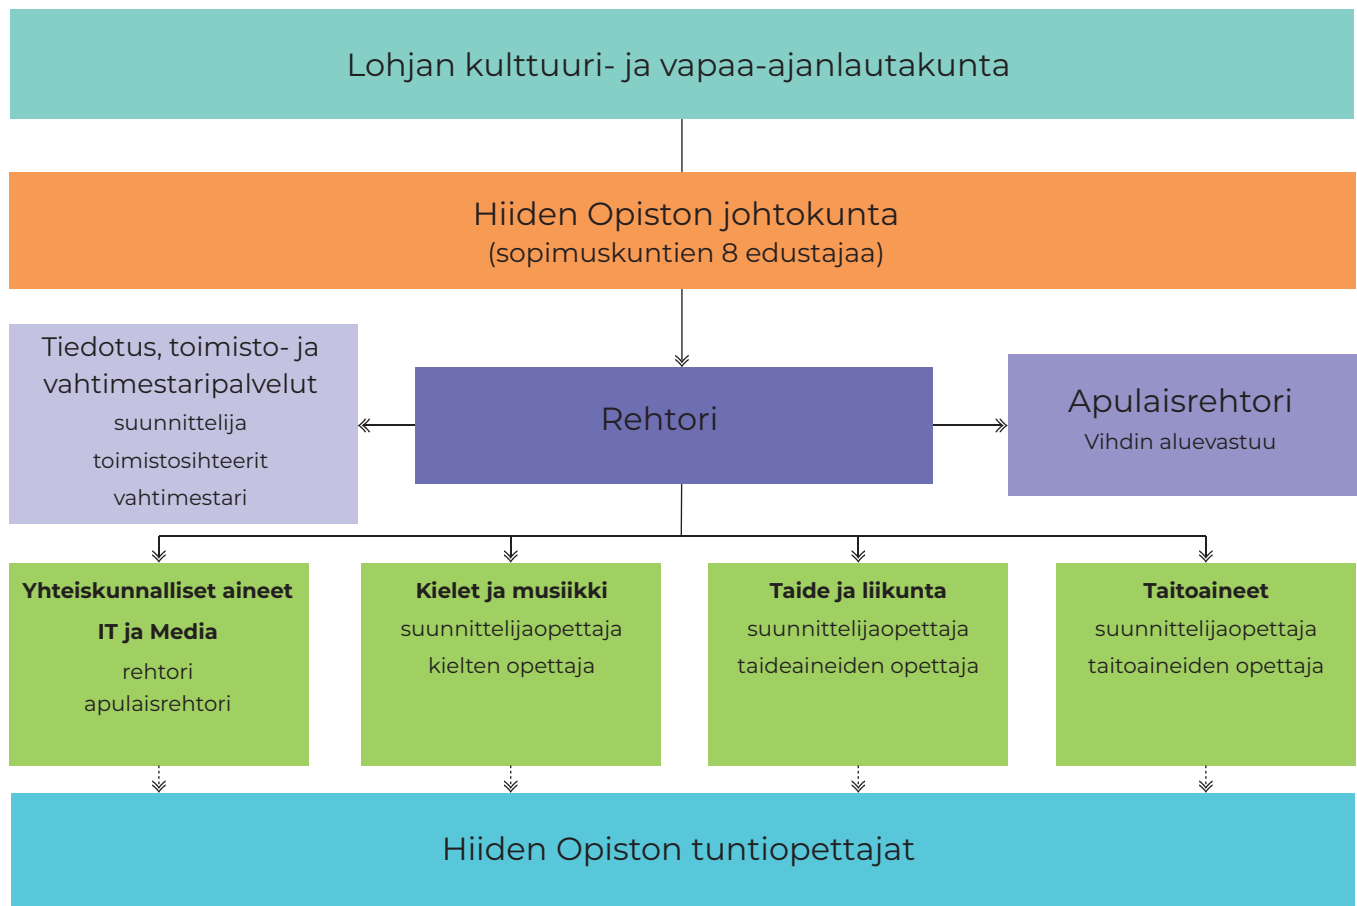 Lohjan kulttuuri- ja vapaa-ajanlautakunta
Hiiden Opiston johtokunta
(sopimuskuntien 8 edustajaa)
Tiedotus, toimisto- ja
vahtimestaripalvelut
suunnittelija
toimistosihteerit
vahtimestari
Rehtori
Apulaisrehtori
Vihdin aluevastuu
Yhteiskunnalliset aineet
IT ja Media
rehtori
apulaisrehtori
Kielet ja musiikki
suunnittelijaopettaja
kielten opettaja
Taide ja liikunta
suunnittelijaopettaja
taideaineiden opettaja
Taitoaineet
suunnittelijaopettaja
taitoaineiden opettaja
Hiiden Opiston tuntiopettajat